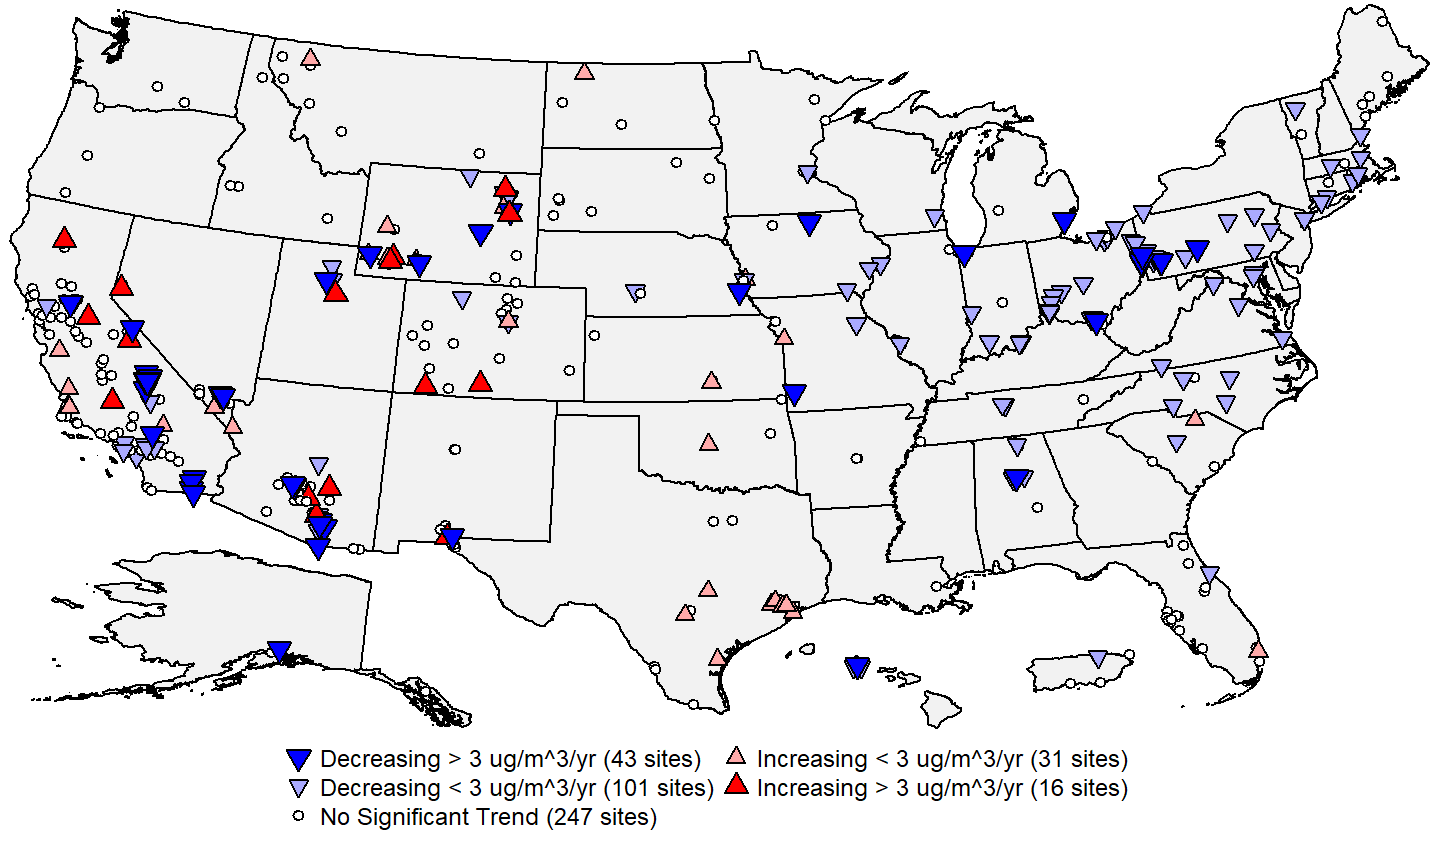 Decreasing > 3 ug/m^3/yr (43 sites) Increasing < 3 ug/m^3/yr (31 sites)
Decreasing < 3 ug/m^3/yr (101 sites) Increasing > 3 ug/m^3/yr (16 sites)
No Significant Trend (247 sites)